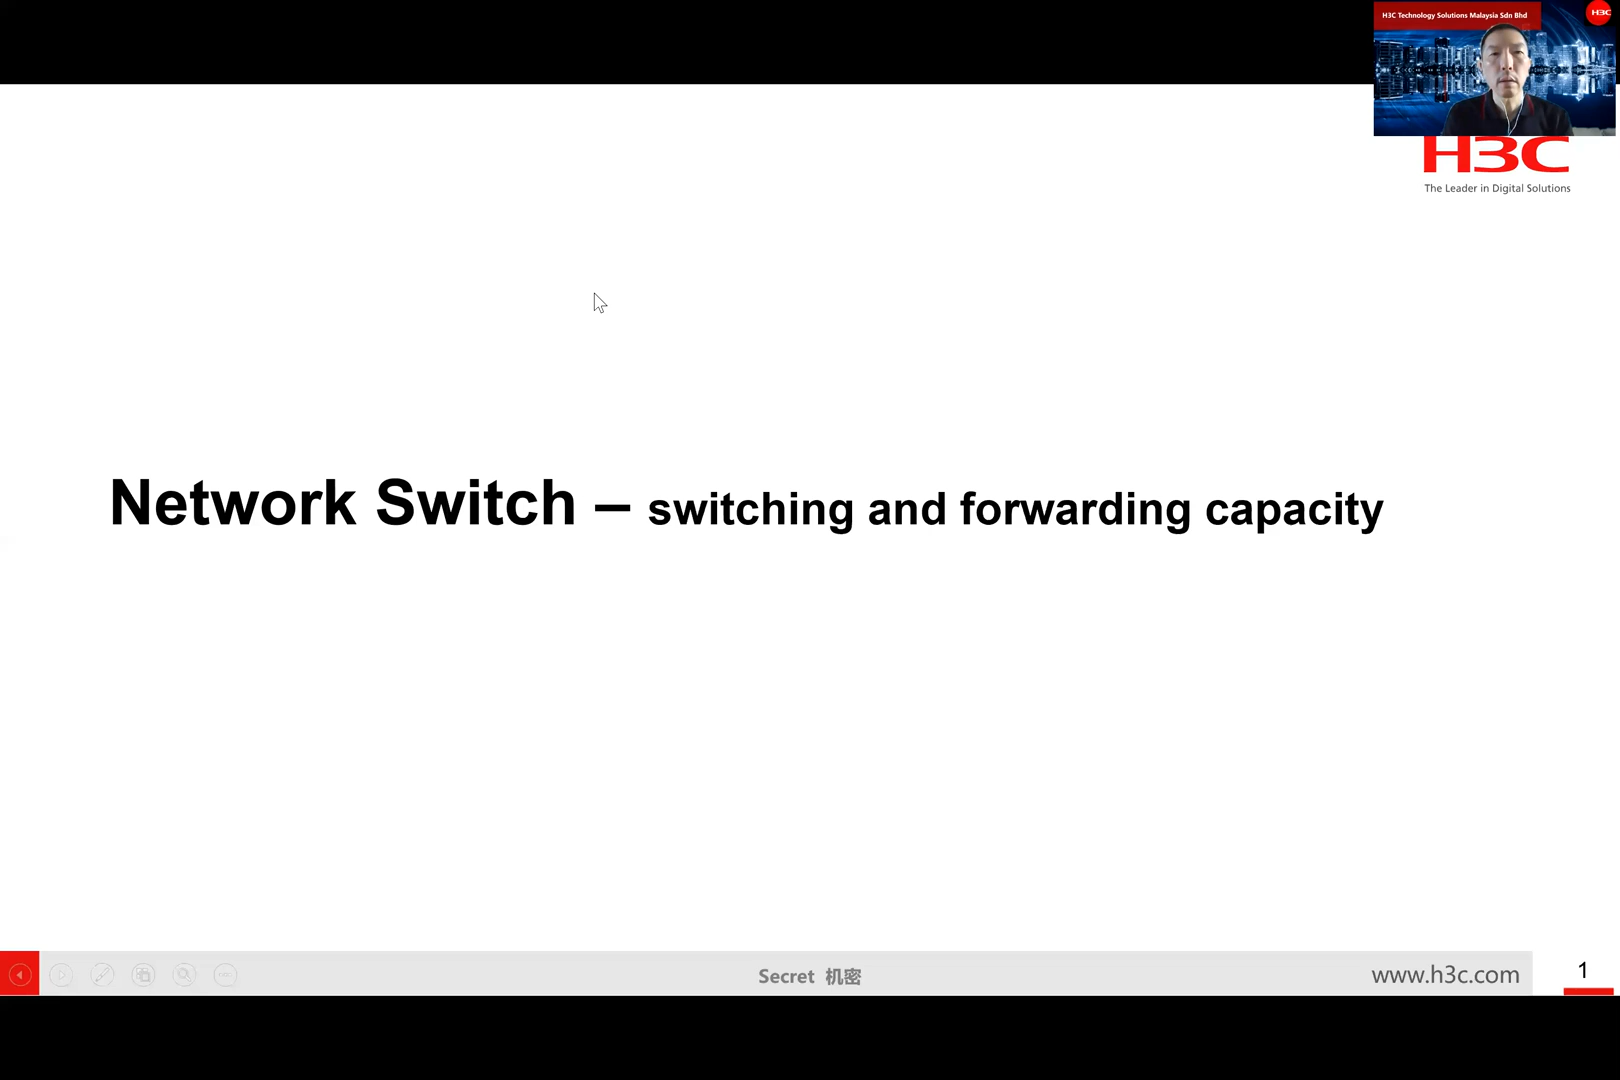 H3C Technology Solutions Malaysia Sdn Bhd
H3C
H3C
The Leader in Digital Solutions
Network Switch – switching and forwarding capacity
Secret 机密
www.h3c.com
1